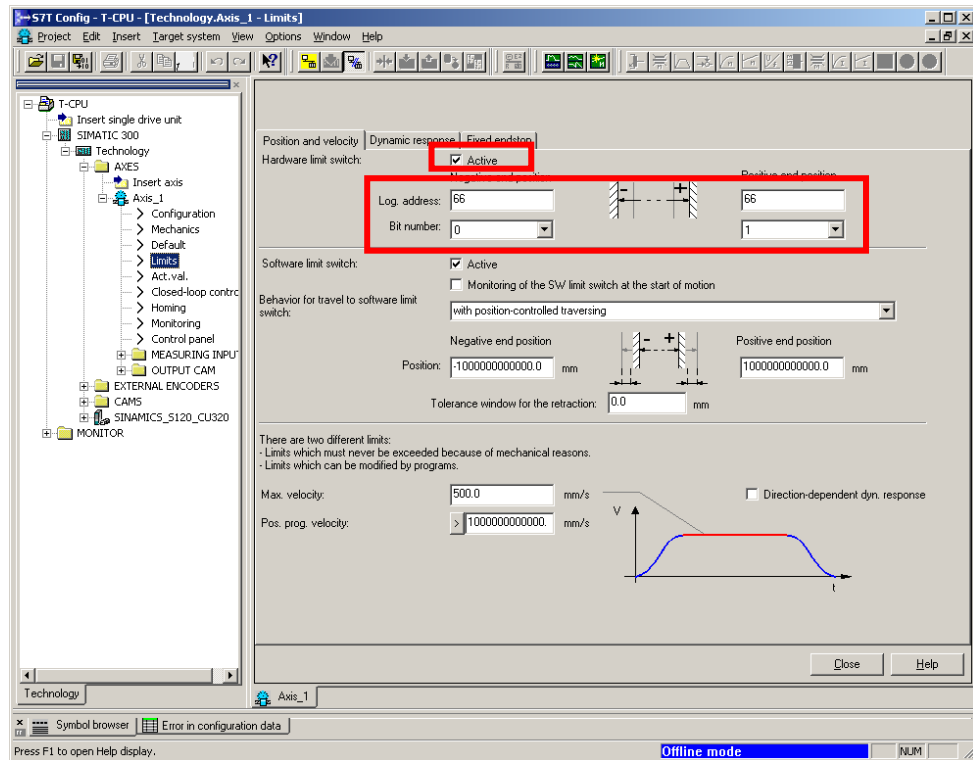 S7T Config - T-CPU - [Technology.Axis_1 - Limits]
Project Edit Insert Target system View Options Window Help
T-CPU
Insert single drive unit
SIMATIC 300
Technology
AXES
Insert axis
Axis_1
Configuration
Mechanics
Default
Limits
Act.val.
Closed-loop contrc
Homing
Monitoring
Control panel
MEASURING INPU
OUTPUT CAM
EXTERNAL ENCODERS
CAMS
SINAMICS_S120_CU320
MONITOR
Technology
Position and velocity Dynamic response Fixed endstop
Hardware limit switch: Active
Negative end position Positive end position
Log. address: 66 66
Bit number: 0 1
Software limit switch: Active
Monitoring of the SW limit switch at the start of motion
Behavior for travel to software limit
switch: with position-controlled traversing
Negative end position - + Positive end position
Position: -1000000000000.0 mm 1000000000000.0 mm
Tolerance window for the retraction: 0.0 mm
There are two different limits:
- Limits which must never be exceeded because of mechanical reasons.
- Limits which can be modified by programs.
Max. velocity: 500.0 mm/s Direction-dependent dyn. response
Pos. prog. velocity: > 1000000000000. mm/s
V
t
Close Help
Axis_1
Symbol browser Error in configuration data
Press F1 to open Help display. Offline mode NUM